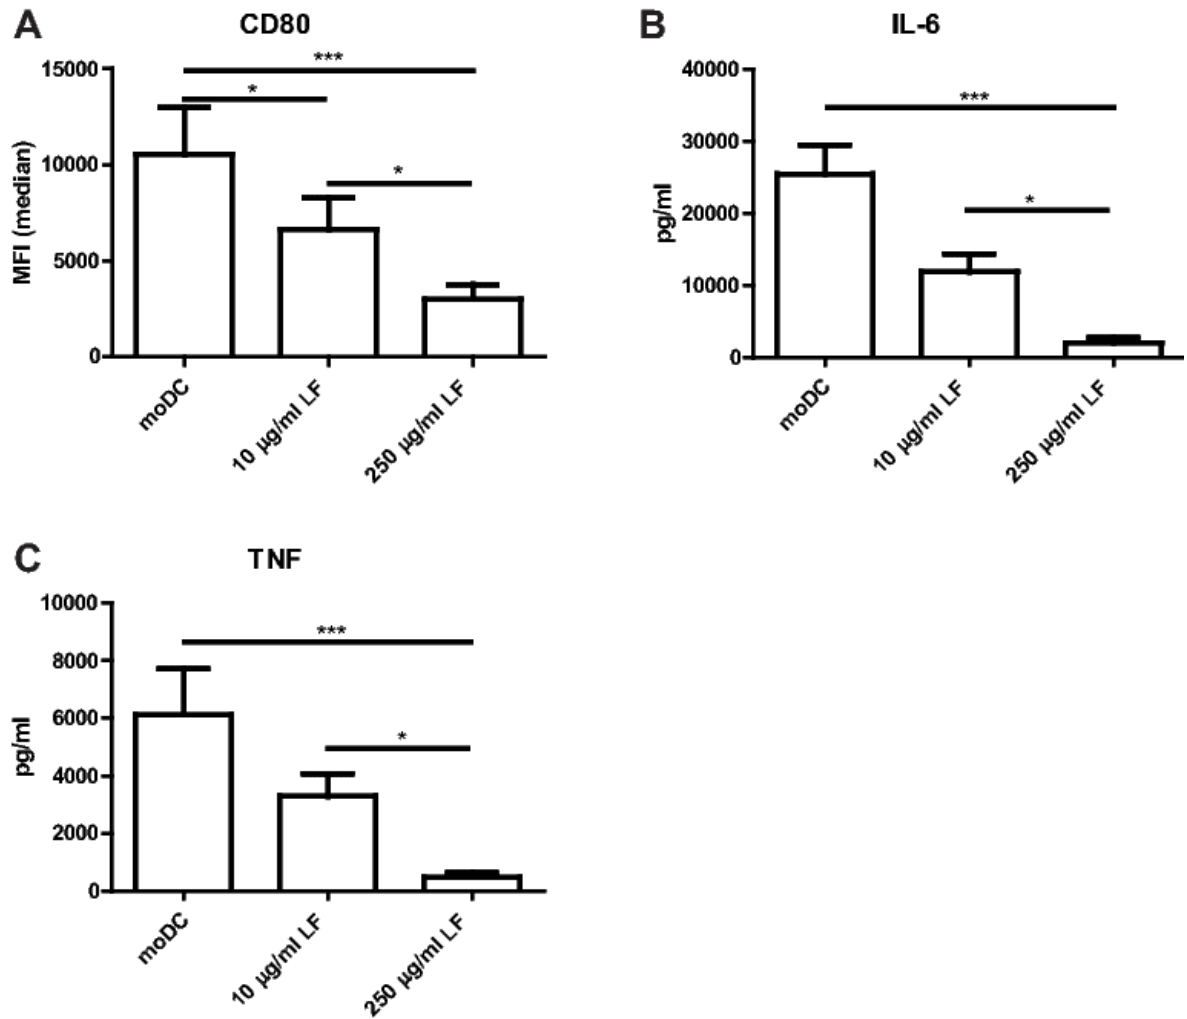 A
CD80
MFI (median)
15000
10000
5000
0
***
*
*
moDC
10 µg/ml LF
250 µg/ml LF
B
IL-6
pg/ml
40000
30000
20000
10000
0
***
*
moDC
10 µg/ml LF
250 µg/ml LF
C
TNF
pg/ml
10000
8000
6000
4000
2000
0
***
*
moDC
10 µg/ml LF
250 µg/ml LF